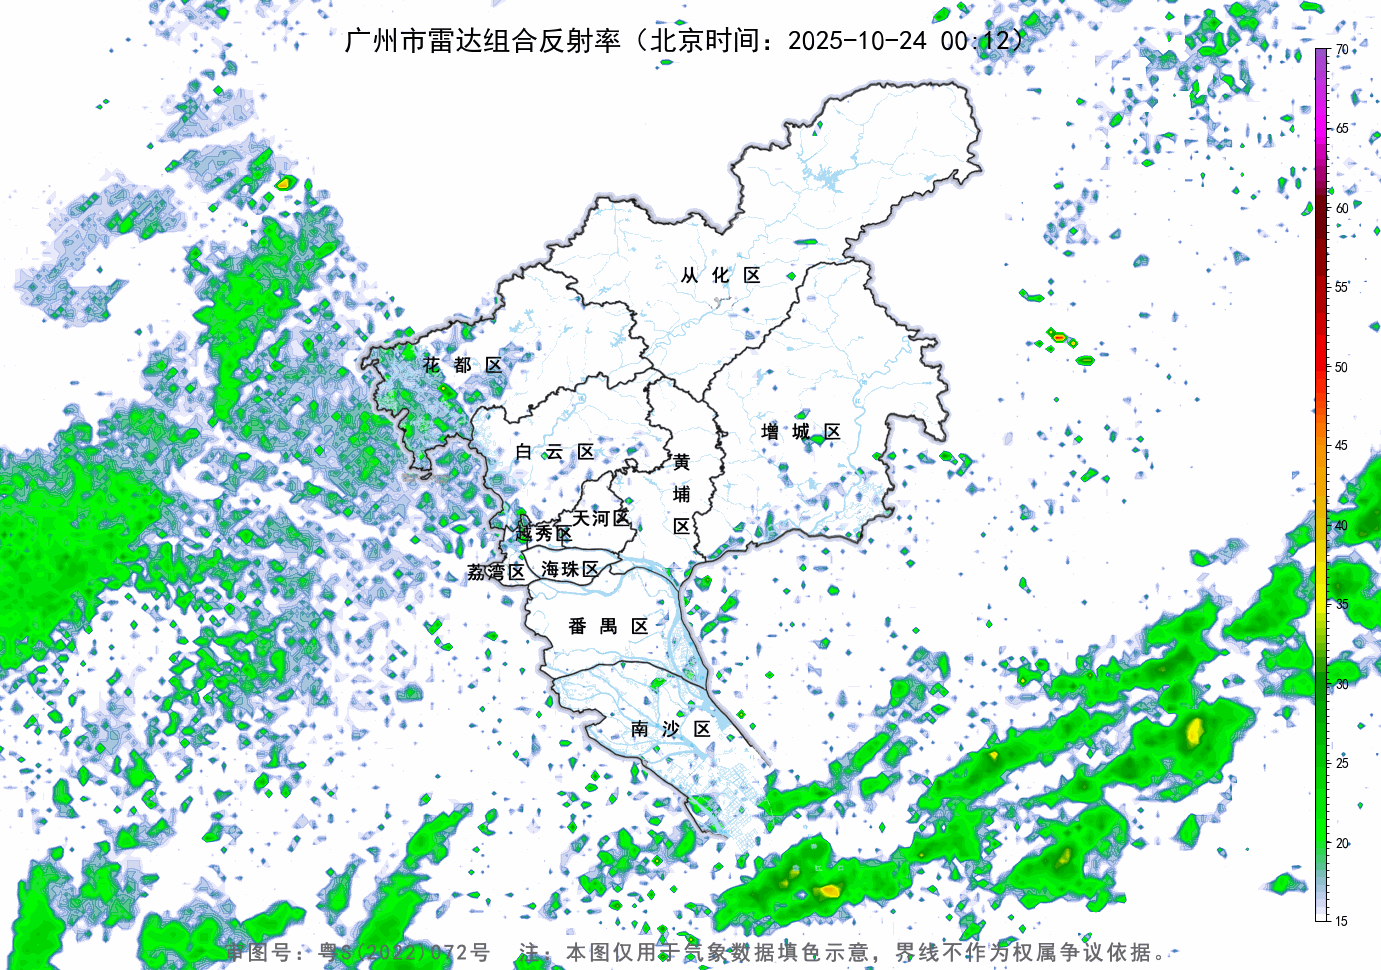 广州市雷达组合反射率（北京时间：2025-10-24 00:12）
70
65
60
55
50
45
40
35
30
25
20
15
从化区
花都区
增城区
白云区
黄埔区
天河区
越秀区
海珠区
荔湾区
番禺区
南沙区
审图号：粤S(2022)072号 注：本图仅用于气象数据填色示意，界线不作为权属争议依据。